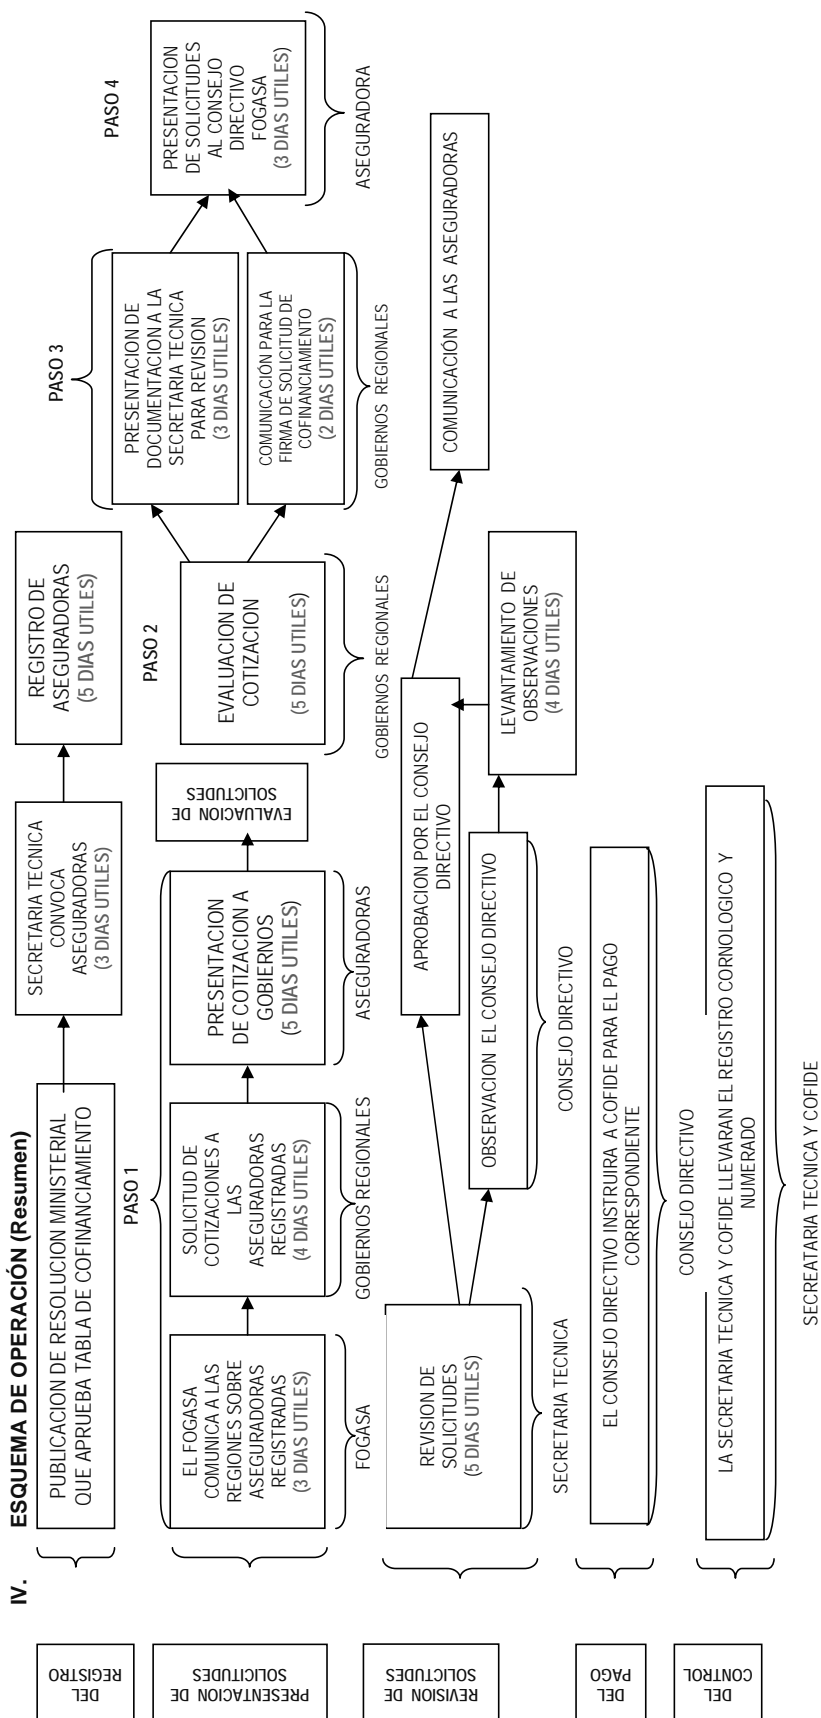 IV. ESQUEMA DE OPERACIÓN (Resumen)
DEL
REGISTRO
PUBLICACION DE RESOLUCION MINISTERIAL
QUE APRUEBA TABLA DE COFINANCIAMIENTO
SECRETARIA TECNICA
CONVOCA
ASEGURADORAS
(3 DIAS UTILES)
REGISTRO DE
ASEGURADORAS
(5 DIAS UTILES)
PRESENTACION DE
SOLICITUDES
PASO 1
EL FOGASA
COMUNICA A LAS
REGIONES SOBRE
ASEGURADORAS
REGISTRADAS
(3 DIAS UTILES)
FOGASA
SOLICITUD DE
COTIZACIONES A
LAS
ASEGURADORAS
REGISTRADAS
(4 DIAS UTILES)
GOBIERNOS REGIONALES
PRESENTACION
DE COTIZACION A
GOBIERNOS
(5 DIAS UTILES)
ASEGURADORAS
EVALUACION DE
SOLICTUDES
PASO 2
EVALUACION DE
COTIZACION
(5 DIAS UTILES)
GOBIERNOS REGIONALES
PASO 3
PRESENTACION DE
DOCUMENTACION A LA
SECRETARIA TECNICA
PARA REVISION
(3 DIAS UTILES)
COMUNICACIÓN PARA LA
FIRMA DE SOLICITUD DE
COFINANCIAMIENTO
(2 DIAS UTILES)
GOBIERNOS REGIONALES
PASO 4
PRESENTACION
DE SOLICITUDES
AL CONSEJO
DIRECTIVO
FOGASA
(3 DIAS UTILES)
ASEGURADORA
REVISION DE
SOLICTUDES
REVISION DE
SOLICITUDES
(5 DIAS UTILES)
SECRETARIA TECNICA
APROBACION POR EL CONSEJO
DIRECTIVO
OBSERVACION EL CONSEJO DIRECTIVO
CONSEJO DIRECTIVO
LEVANTAMIENTO DE
OBSERVACIONES
(4 DIAS UTILES)
COMUNICACIÓN A LAS ASEGURADORAS
DEL
PAGO
EL CONSEJO DIRECTIVO INSTRUIRA A COFIDE PARA EL PAGO
CORRESPONDIENTE
CONSEJO DIRECTIVO
DEL
CONTROL
LA SECRETARIA TECNICA Y COFIDE LLEVARAN EL REGISTRO CORNOLOGICO Y
NUMERADO
SECREATARIA TECNICA Y COFIDE